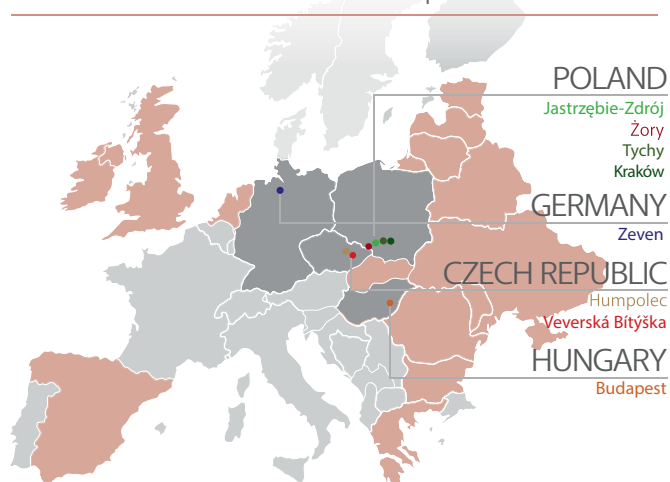 POLAND
Jastrzębie-Zdrój
Żory
Tychy
Kraków
GERMANY
Zeven
CZECH REPUBLIC
Humpolec
Veverská Bítýška
HUNGARY
Budapest